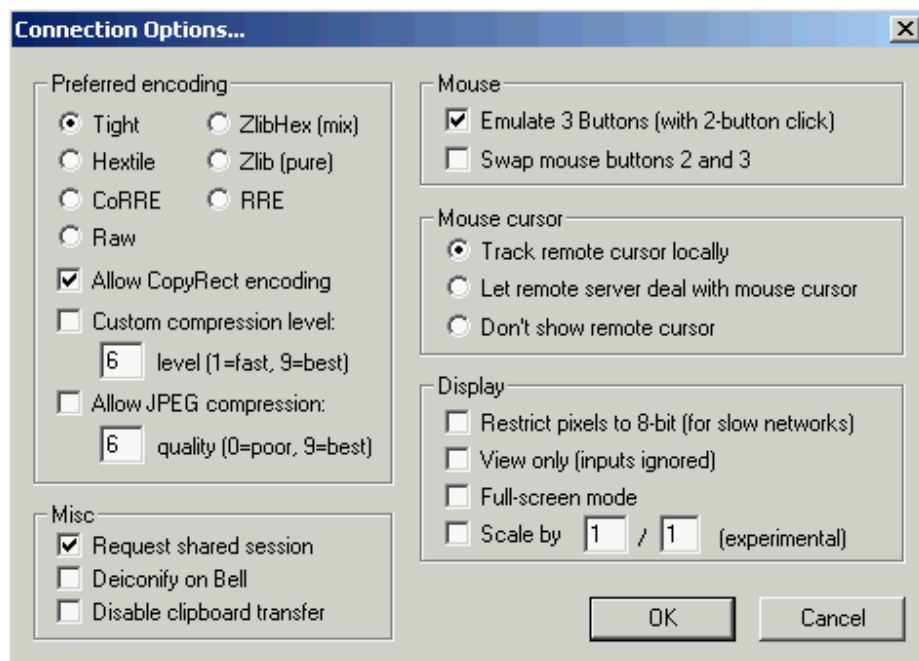 Connection Options...
Preferred encoding
Tight ZlibHex (mix)
Hextile Zlib (pure)
CoRRE RRE
Raw
Allow CopyRect encoding
Custom compression level:
6 level (1=fast, 9=best)
Allow JPEG compression:
6 quality (0=poor, 9=best)
Misc
Request shared session
Deiconify on Bell
Disable clipboard transfer
Mouse
Emulate 3 Buttons (with 2-button click)
Swap mouse buttons 2 and 3
Mouse cursor
Track remote cursor locally
Let remote server deal with mouse cursor
Don't show remote cursor
Display
Restrict pixels to 8-bit (for slow networks)
View only (inputs ignored)
Full-screen mode
Scale by 1 / 1 (experimental)
OK Cancel